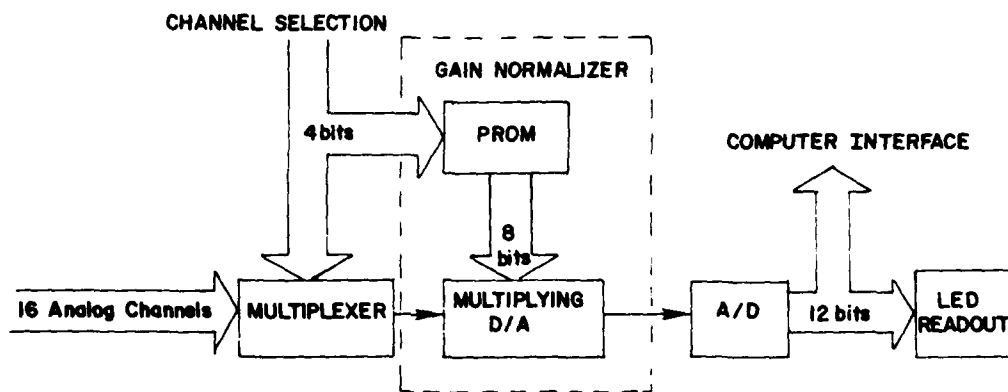 CHANNEL SELECTION
GAIN NORMALIZER
4 bits
PROM
COMPUTER INTERFACE
8
bits
16 Analog Channels
MULTIPLEXER
MULTIPLYING
D/A
A/D
12 bits
LED
READOUT